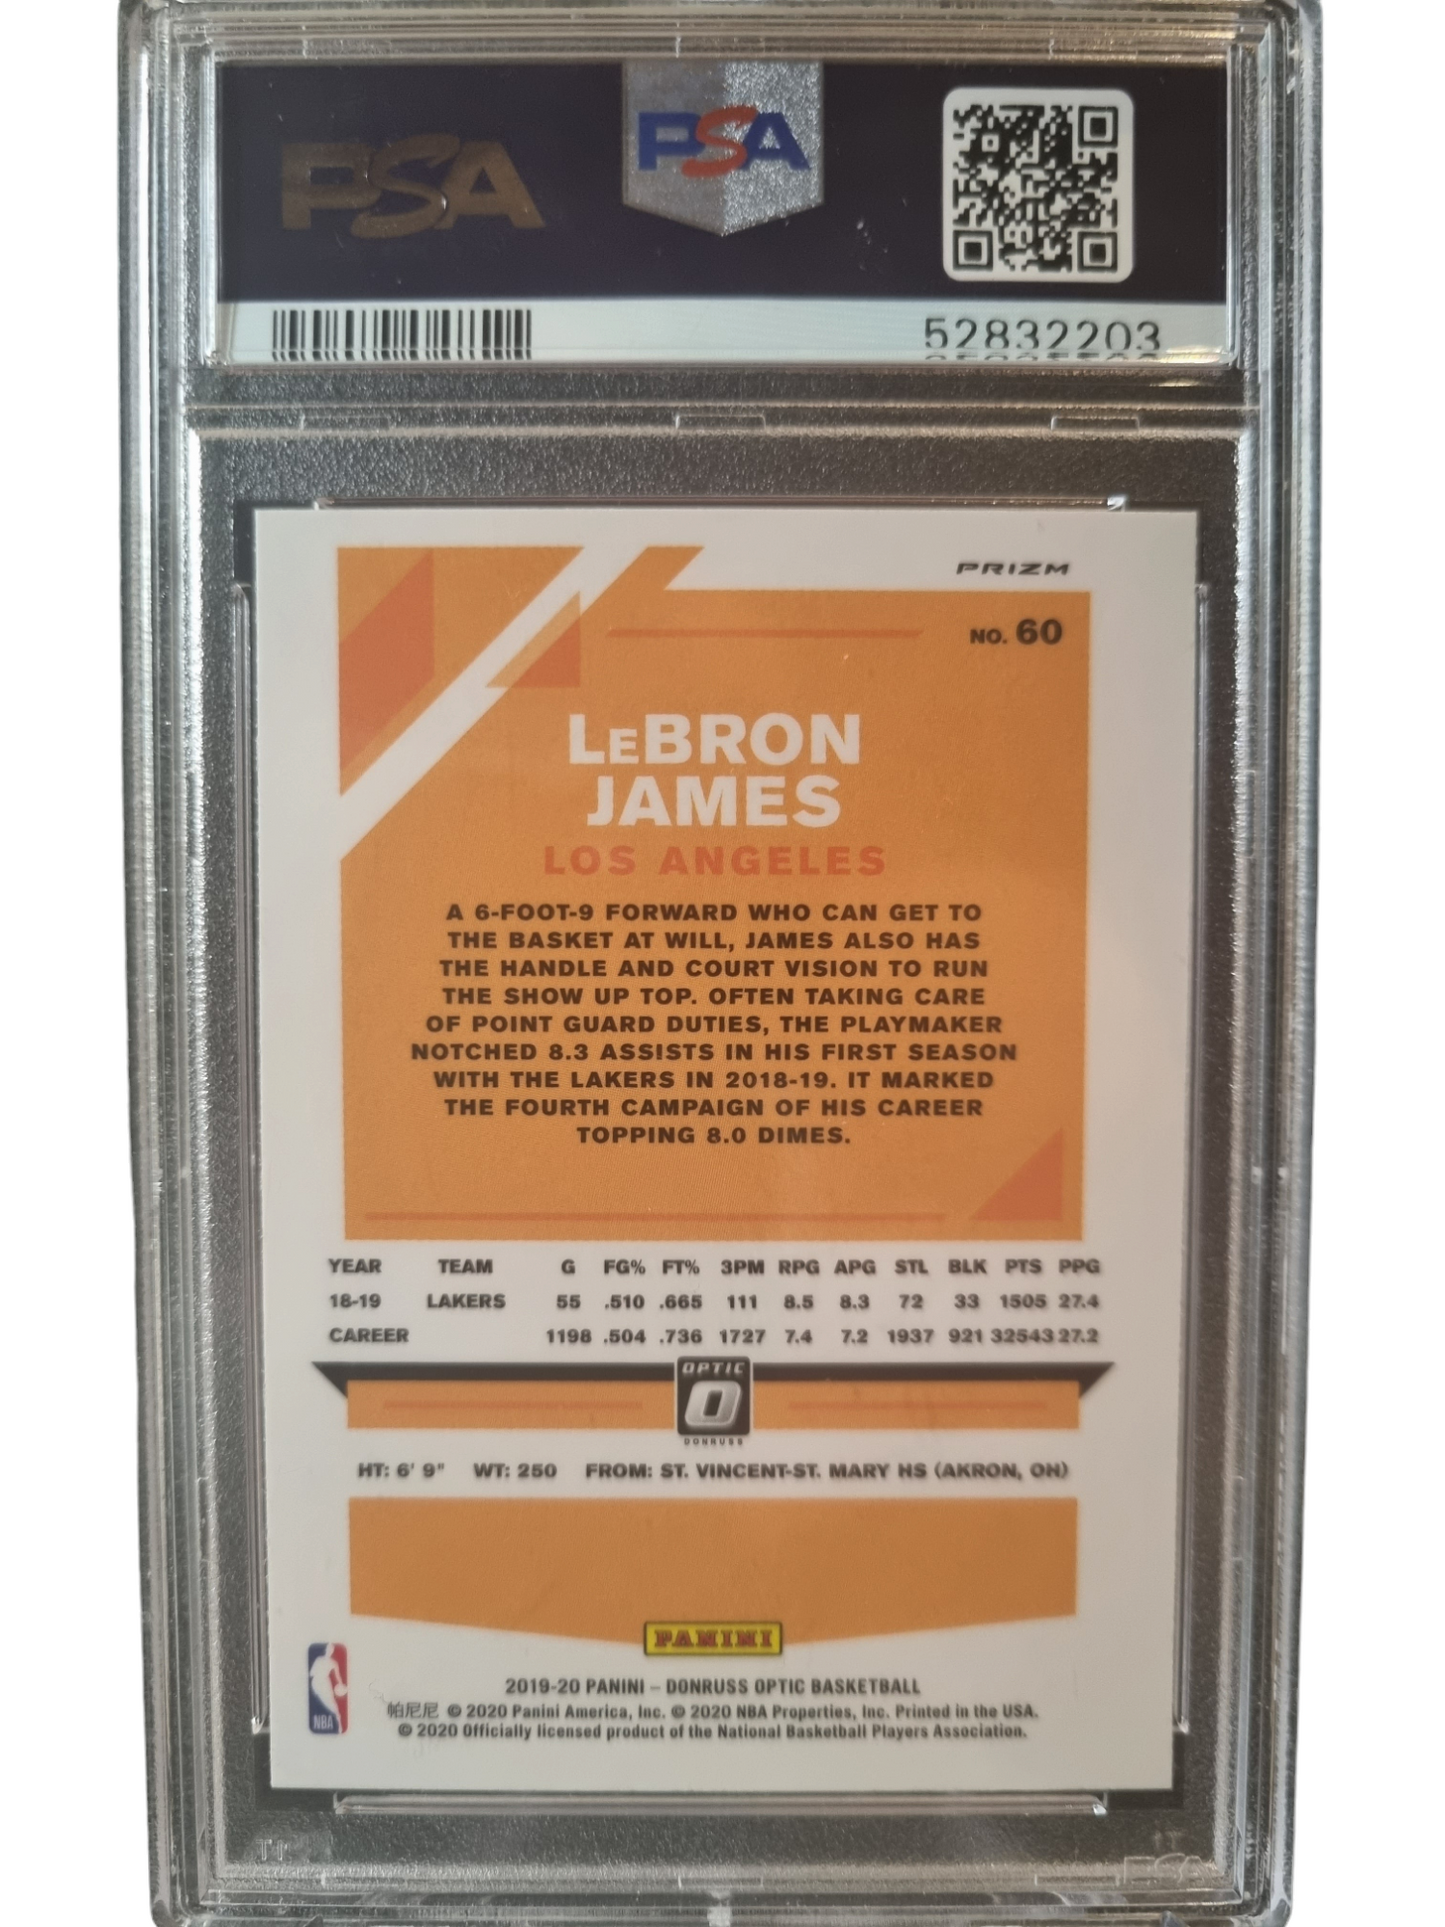 PSA
PSA
52832203
PRIZM
NO. 60
LeBRON
JAMES
LOS ANGELES
A 6-FOOT-9 FORWARD WHO CAN GET TO
THE BASKET AT WILL, JAMES ALSO HAS
THE HANDLE AND COURT VISION TO RUN
THE SHOW UP TOP. OFTEN TAKING CARE
OF POINT GUARD DUTIES, THE PLAYMAKER
NOTCHED 8.3 ASSISTS IN HIS FIRST SEASON
WITH THE LAKERS IN 2018-19. IT MARKED
THE FOURTH CAMPAIGN OF HIS CAREER
TOPPING 8.0 DIMES.
YEAR TEAM G FG% FT% 3PM RPG APG STL BLK PTS PPG
18-19 LAKERS 55 .510 .665 111 8.5 8.3 72 33 1505 27.4
CAREER 1198 .504 .736 1727 7.4 7.2 1937 921 32543 27.2
OPTIC
O
DONRUSS
HT: 6' 9" WT: 250 FROM: ST. VINCENT-ST. MARY HS (AKRON, OH)
PANINI
NBA
2019-20 PANINI – DONRUSS OPTIC BASKETBALL
帕尼尼 © 2020 Panini America, Inc. © 2020 NBA Properties, Inc. Printed in the USA.
© 2020 Officially licensed product of the National Basketball Players Association.
PSA